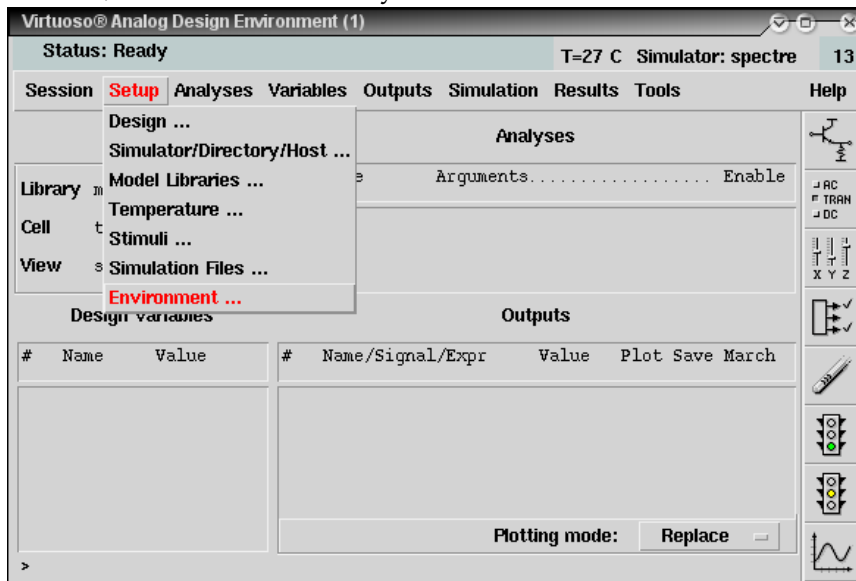 Virtuoso® Analog Design Environment (1)
Status: Ready T=27 C Simulator: spectre 13
Session Setup Analyses Variables Outputs Simulation Results Tools Help
Design ...
Simulator/Directory/Host ...
Model Libraries ...
Temperature ...
Stimuli ...
Simulation Files ...
Environment ...
Analyses
Library
Cell
View
Arguments................... Enable
Design Variables
# Name Value
Outputs
# Name/Signal/Expr Value Plot Save March
AC
TRAN
DC
X Y Z
Plotting mode: Replace
>